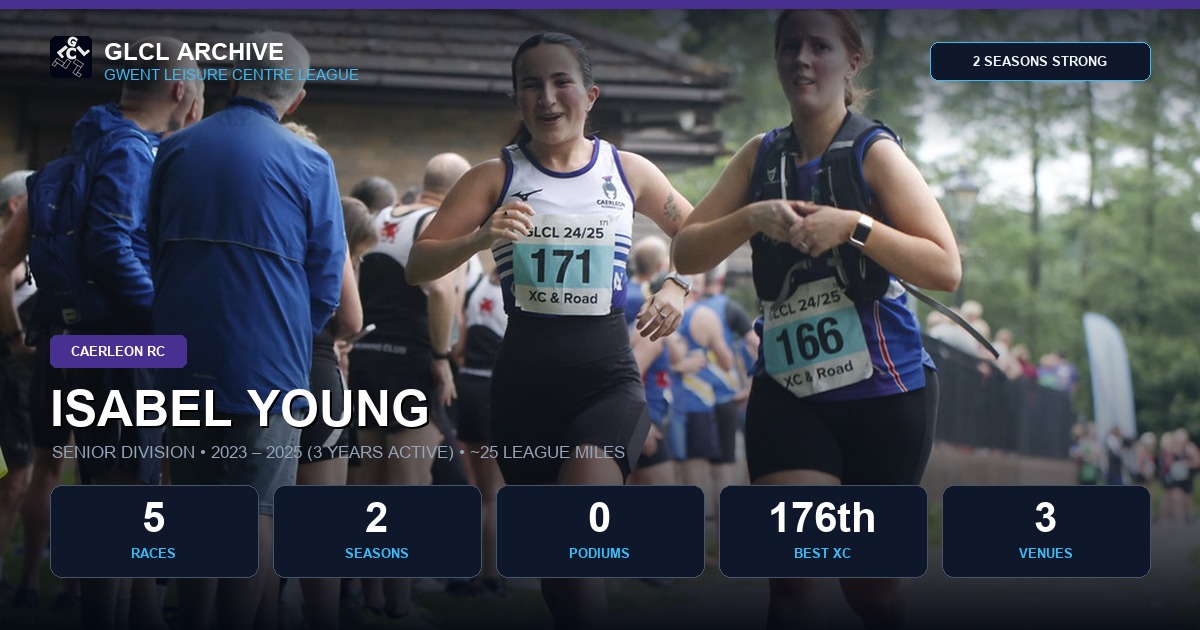 GLCL ARCHIVE
GWENT LEISURE CENTRE LEAGUE
2 SEASONS STRONG
CAERLEON
171
GLCL 24/25
171
XC & Road
GLCL 24/25
166
XC & Road
CAERLEON RC
ISABEL YOUNG
SENIOR DIVISION • 2023 – 2025 (3 YEARS ACTIVE) • ~25 LEAGUE MILES
5
RACES
2
SEASONS
0
PODIUMS
176th
BEST XC
3
VENUES